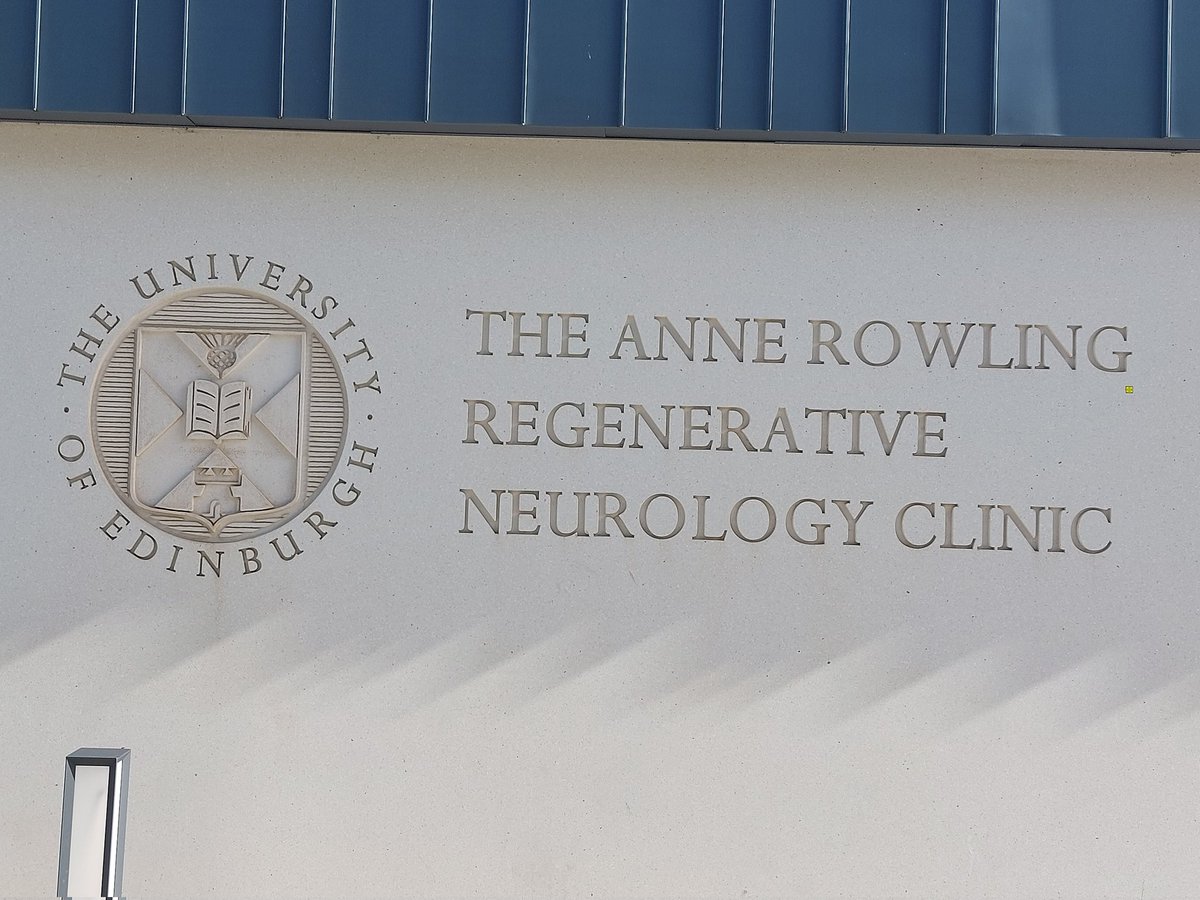 · THE UNIVERSITY · OF EDINBURGH
THE ANNE ROWLING
REGENERATIVE
NEUROLOGY CLINIC